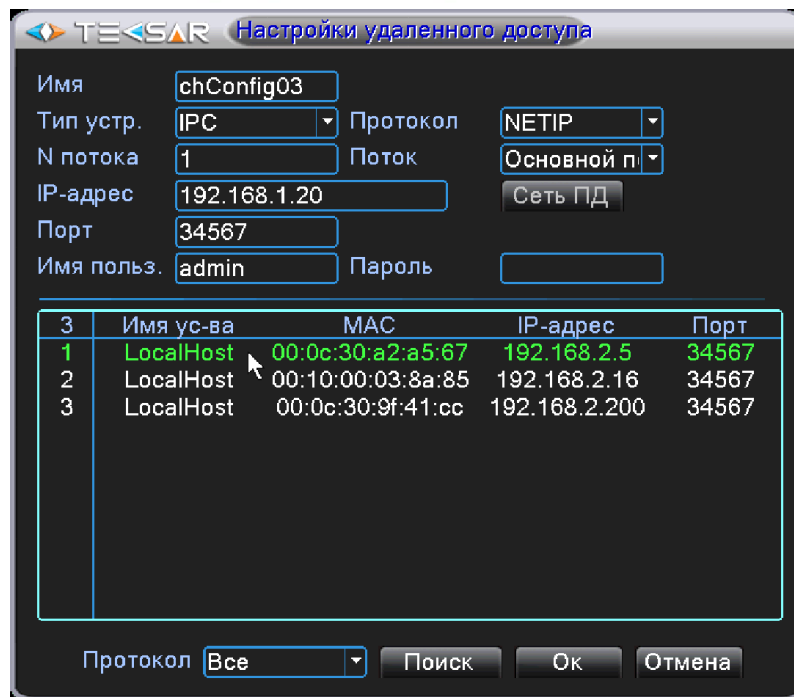 TECSAR Настройки удаленного доступа
Имя chConfig03
Тип устр. IPC Протокол NETIP
N потока 1 Поток Основной п
IP-адрес 192.168.1.20 Сеть ПД
Порт 34567
Имя польз. admin Пароль
3 Имя ус-ва MAC IP-адрес Порт
1 LocalHost 00:0c:30:a2:a5:67 192.168.2.5 34567
2 LocalHost 00:10:00:03:8a:85 192.168.2.16 34567
3 LocalHost 00:0c:30:9f:41:cc 192.168.2.200 34567
Протокол Все Поиск Ок Отмена